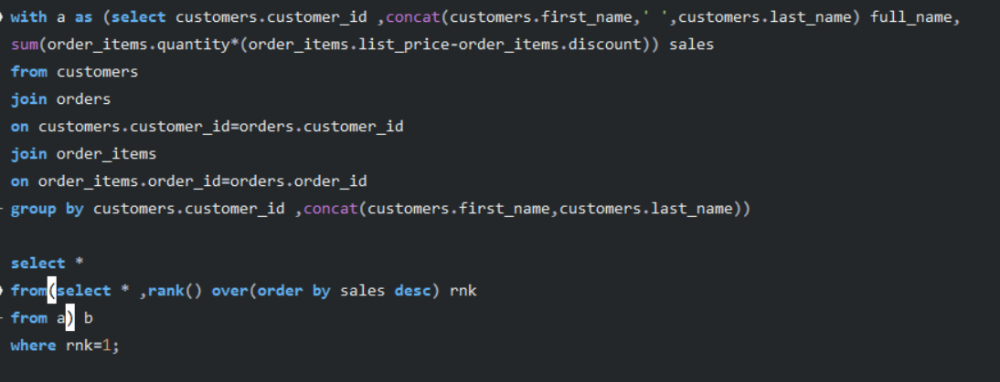 with a as (select customers.customer_id ,concat(customers.first_name,' ',customers.last_name) full_name,
sum(order_items.quantity*(order_items.list_price-order_items.discount)) sales
from customers
join orders
on customers.customer_id=orders.customer_id
join order_items
on order_items.order_id=orders.order_id
group by customers.customer_id ,concat(customers.first_name,customers.last_name))
select *
from(select * ,rank() over(order by sales desc) rnk
from a) b
where rnk=1;